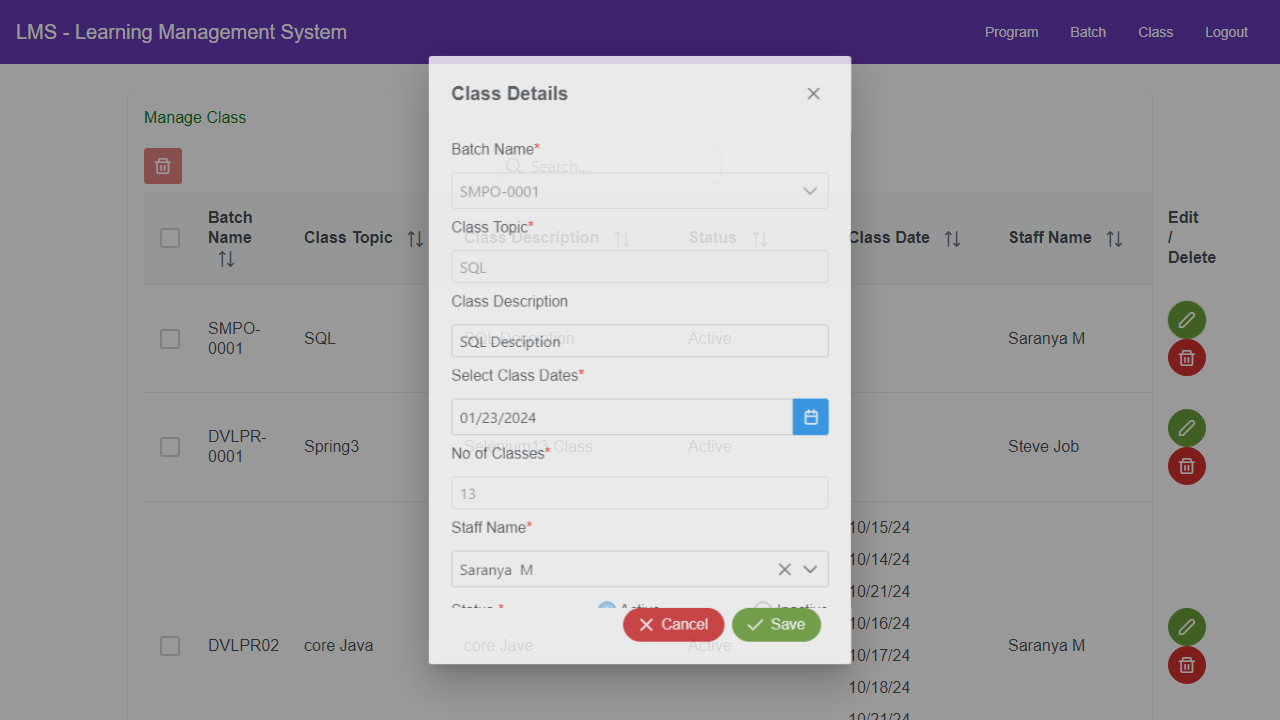 LMS - Learning Management System
Program Batch Class Logout
Manage Class
Search...
Batch Name Class Topic Class Description Status Class Date Staff Name Edit / Delete
SMPO-0001 SQL SQL Desciption Active Saranya M
DVLPR-0001 Spring3 Selenium13 Class Active Steve Job
DVLPR02 core Java core Jave Active Saranya M
10/15/24
10/14/24
10/21/24
10/16/24
10/17/24
10/18/24
10/21/24
Class Details
Batch Name*
SMPO-0001
Class Topic*
SQL
Class Description
SQL Desciption
Select Class Dates*
01/23/2024
No of Classes*
13
Staff Name*
Saranya M
Status * Active Inactive
Cancel Save